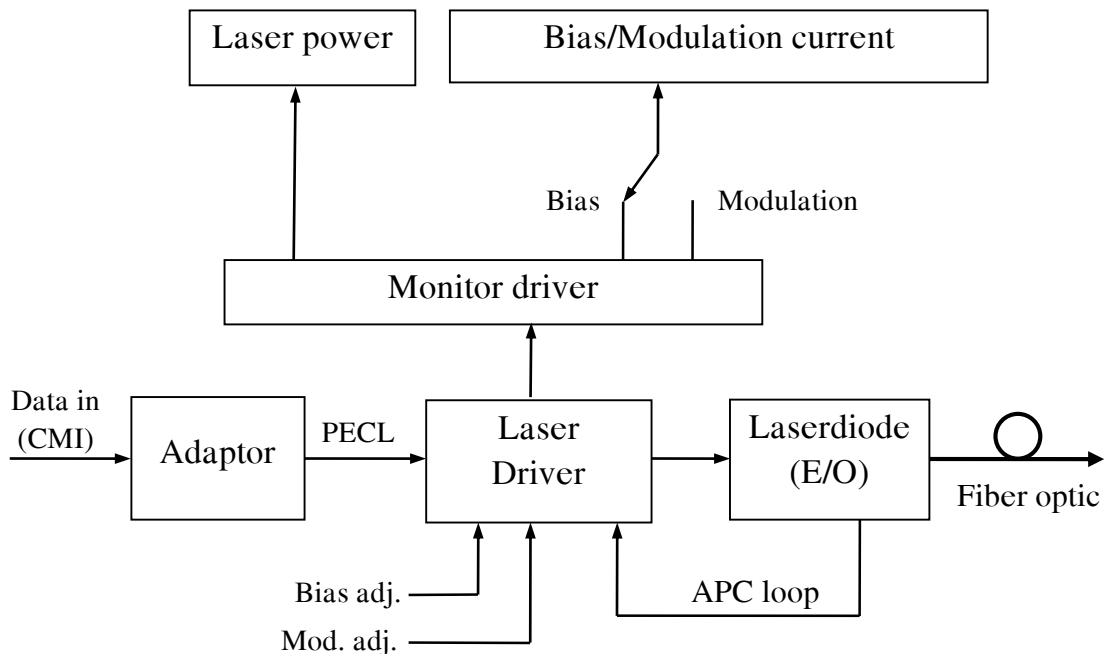 Laser power
Bias/Modulation current
Bias
Modulation
Monitor driver
Data in
(CMI)
Adaptor
PECL
Laser
Driver
Laserdiode
(E/O)
Fiber optic
Bias adj.
APC loop
Mod. adj.